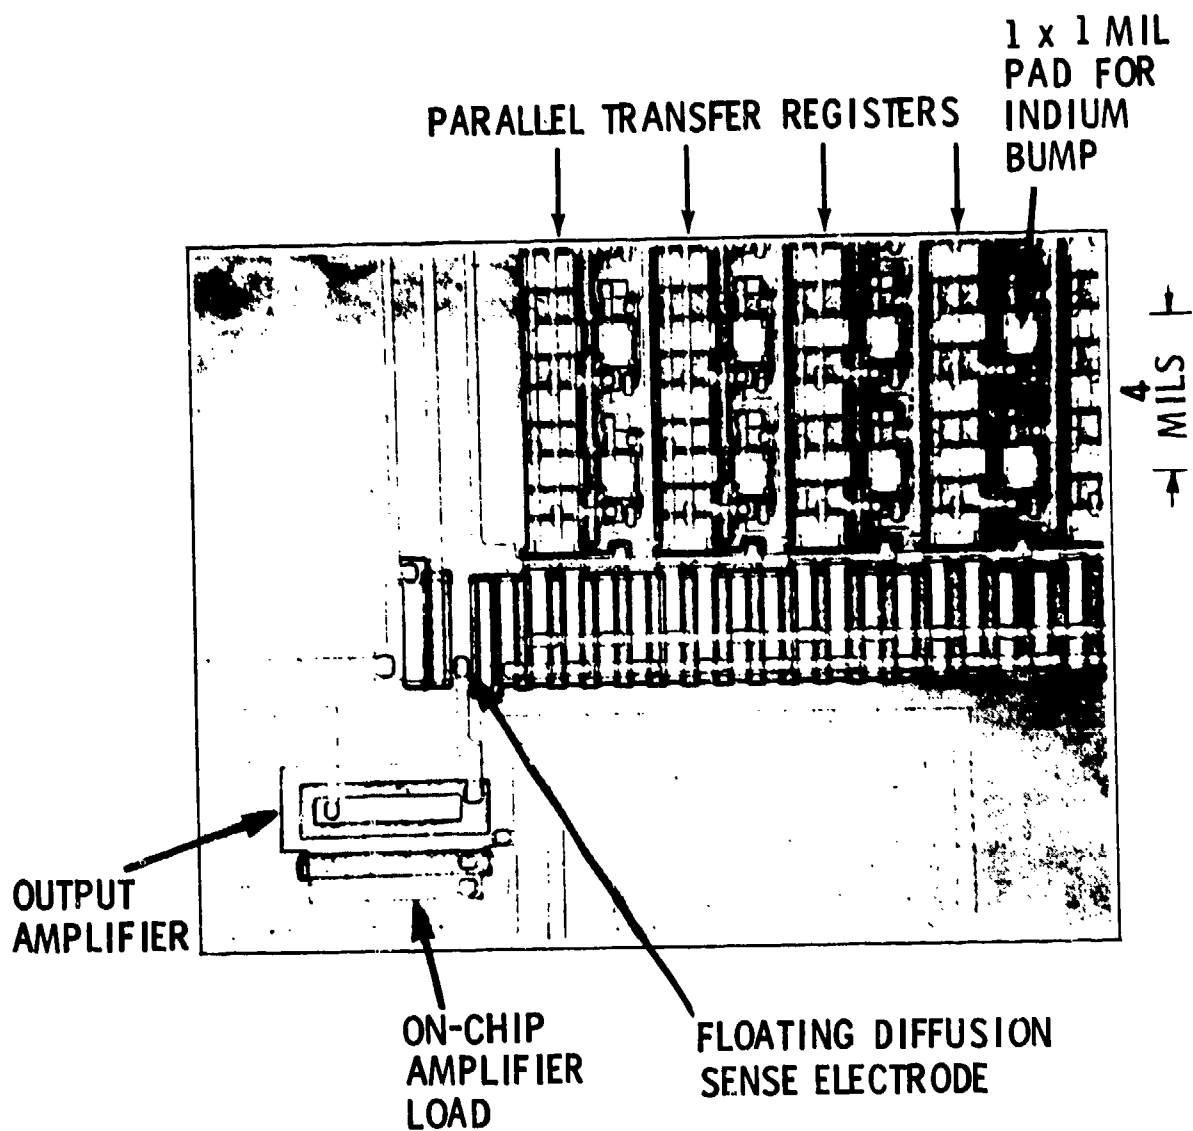 1 x 1 MIL
PAD FOR
INDIUM
BUMP
PARALLEL TRANSFER REGISTERS
4
MILS
OUTPUT
AMPLIFIER
ON-CHIP
AMPLIFIER
LOAD
FLOATING DIFFUSION
SENSE ELECTRODE